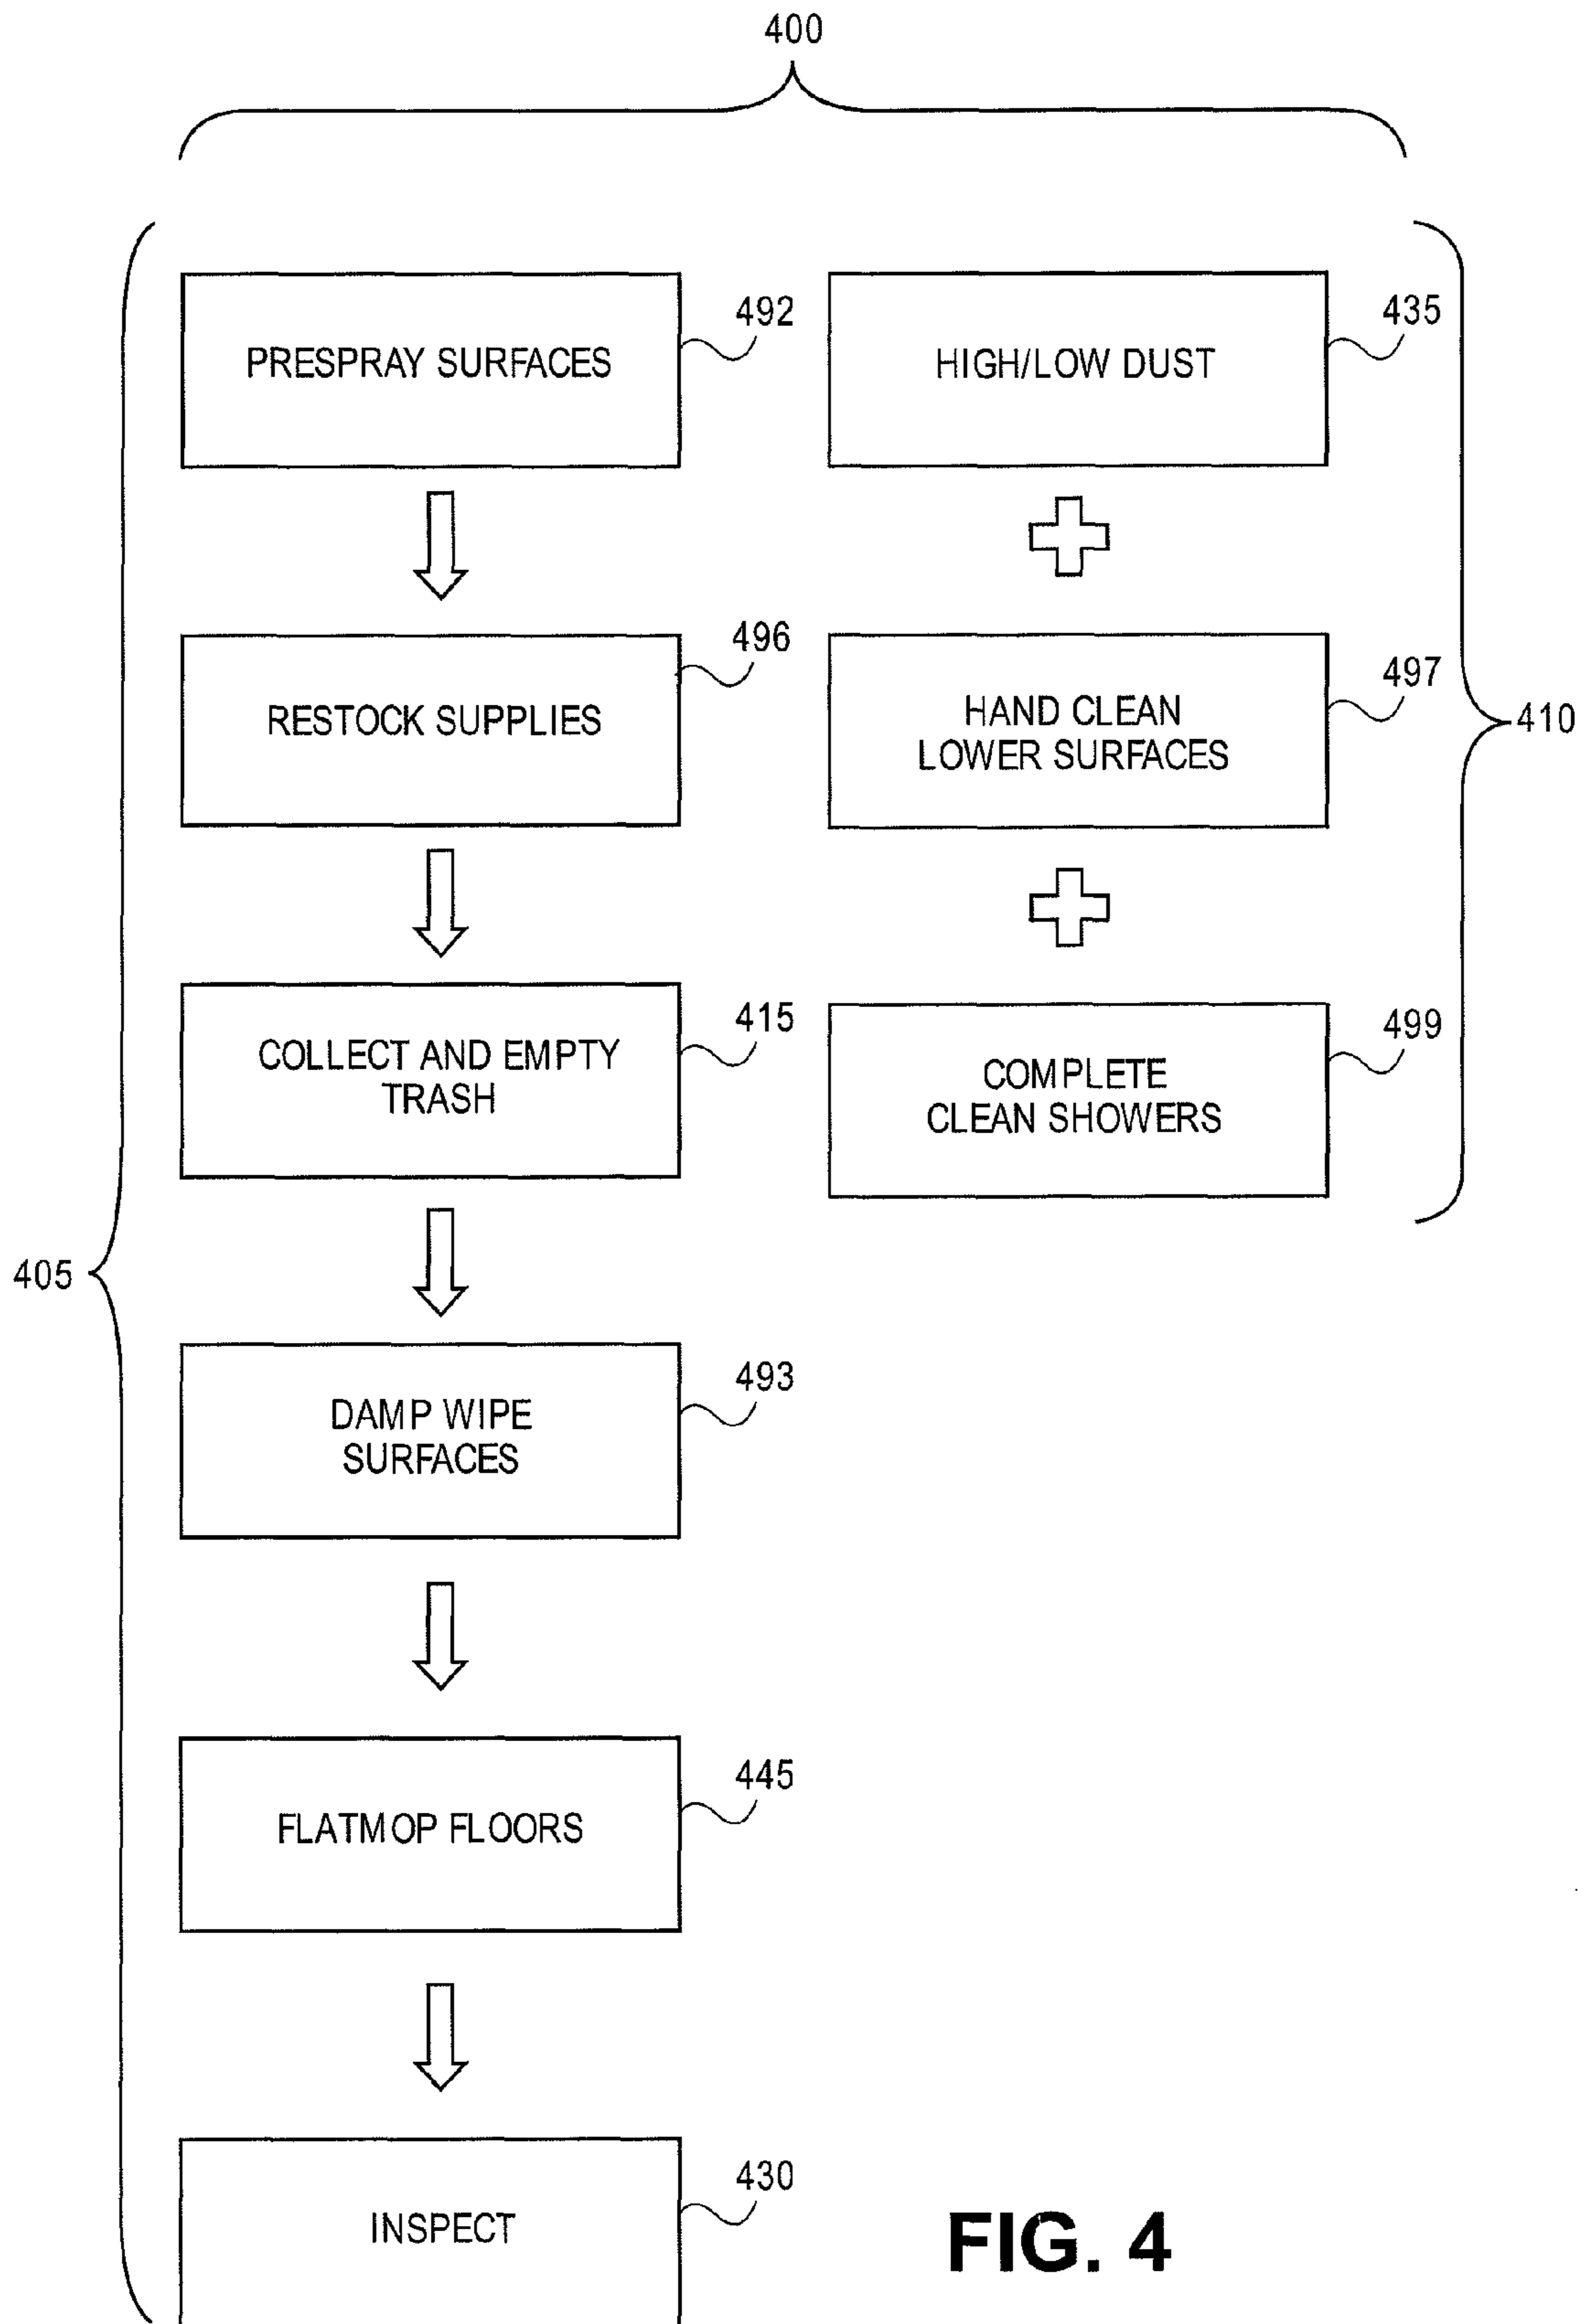 400
PRESPRAY SURFACES
492
HIGH/LOW DUST
435
RESTOCK SUPPLIES
496
HAND CLEAN
LOWER SURFACES
497
410
COLLECT AND EMPTY
TRASH
415
COMPLETE
CLEAN SHOWERS
499
405
DAMP WIPE
SURFACES
493
FLATMOP FLOORS
445
INSPECT
430
FIG. 4